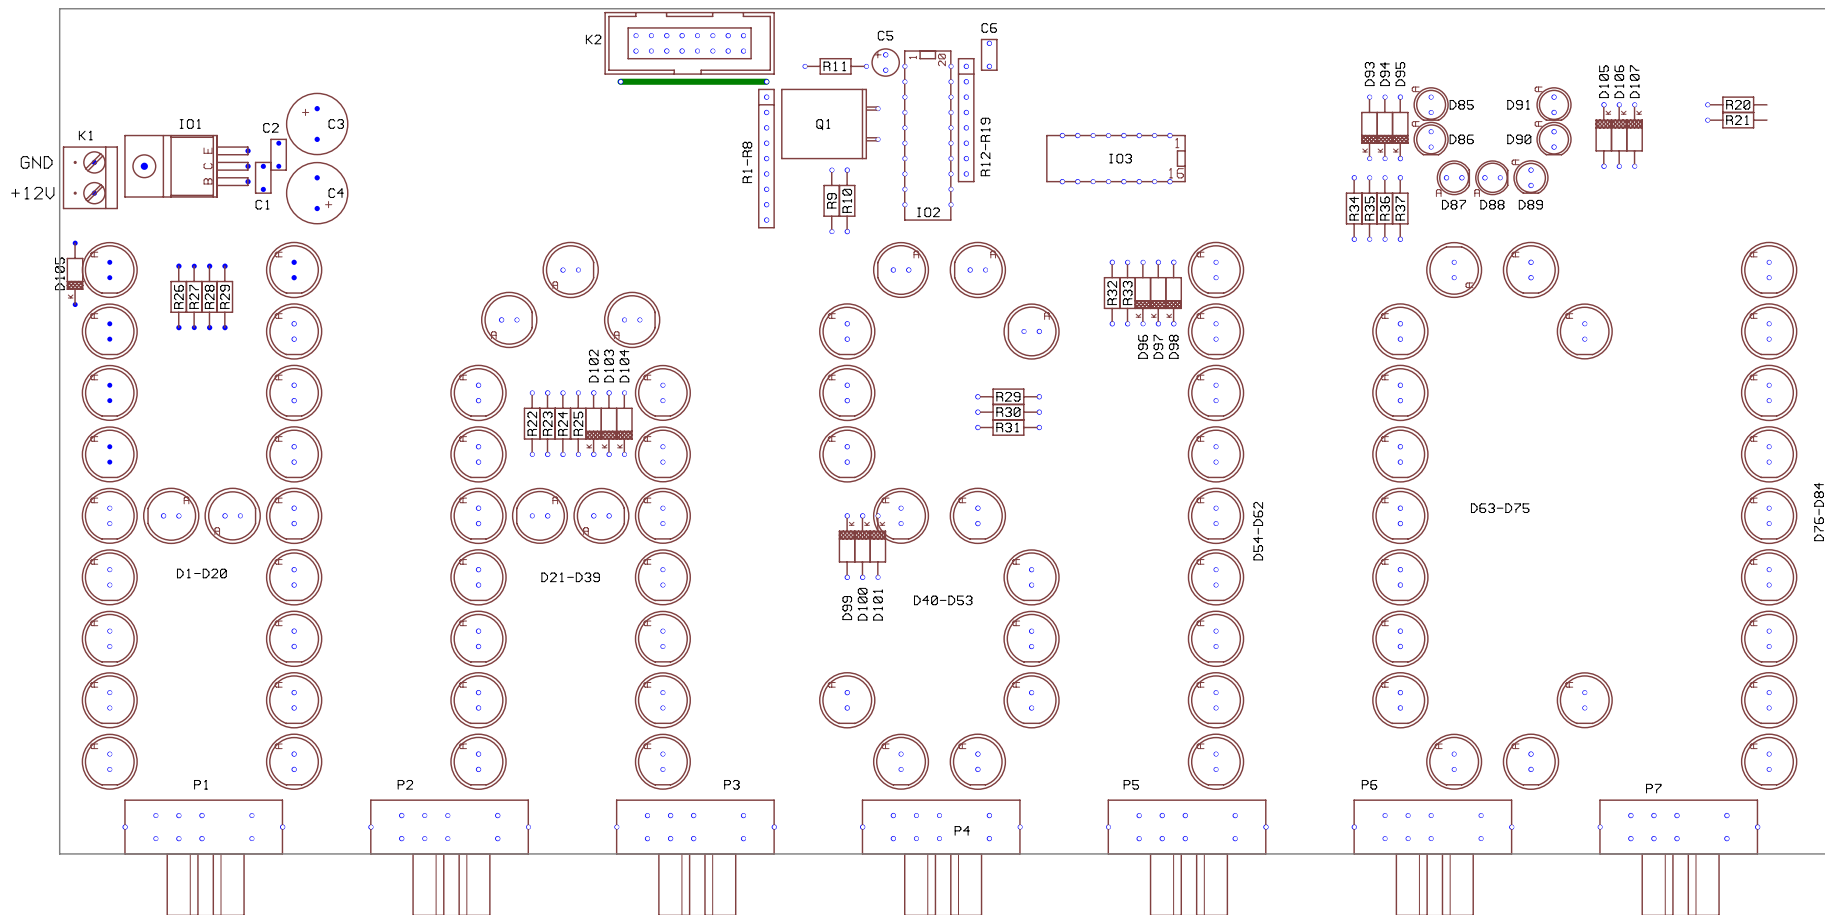 K2
C5
C6
R11
1
20
D93
D94
D95
D105
D106
D107
D85
D91
R20
R21
K1
IO1
C2
C3
+
Q1
R1-R8
R12-R19
IO3
1
16
D86
D90
GND
+12V
E
C
B
C1
C4
+
R9
R10
IO2
R34
R35
R36
R37
D87
D88
D89
D105
R26
R27
R28
R29
R32
R33
D96
D97
D98
D102
D103
D104
R22
R23
R24
R25
R29
R30
R31
D1-D20
D21-D39
D99
D100
D101
D40-D53
D54-D62
D63-D75
D76-D84
P1
P2
P3
P4
P5
P6
P7